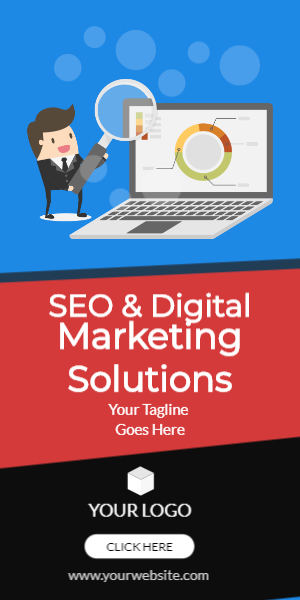 SEO & Digital
Marketing
Solutions
Your Tagline
Goes Here
YOUR LOGO
CLICK HERE
www.yourwebsite.com